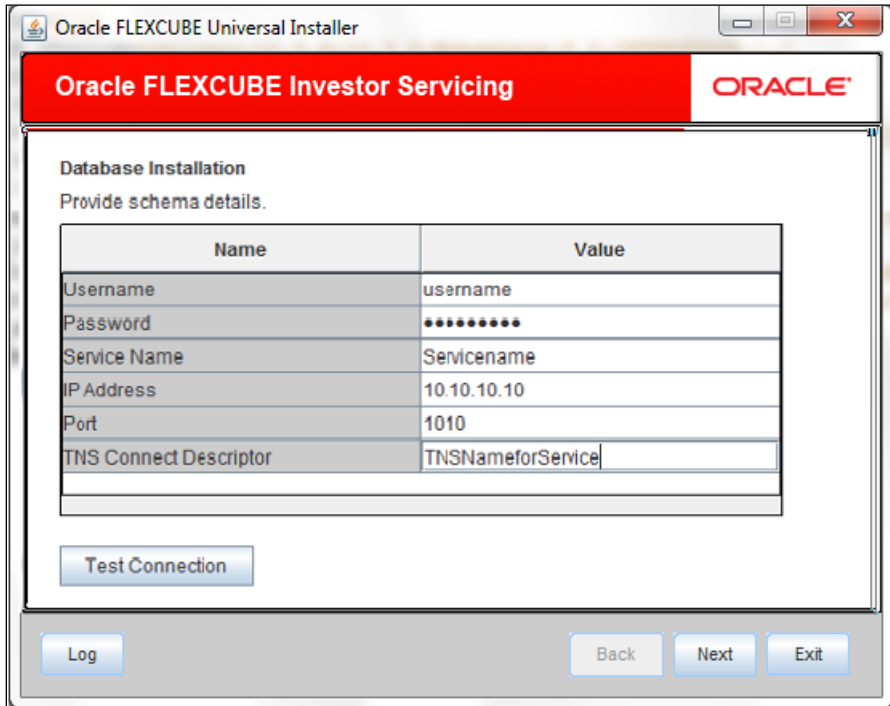 Oracle FLEXCUBE Universal Installer
Oracle FLEXCUBE Investor Servicing
ORACLE
Database Installation
Provide schema details.
Name Value
Username username
Password •••••••••
Service Name Servicename
IP Address 10.10.10.10
Port 1010
TNS Connect Descriptor TNSNameforService
Test Connection
Log Back Next Exit